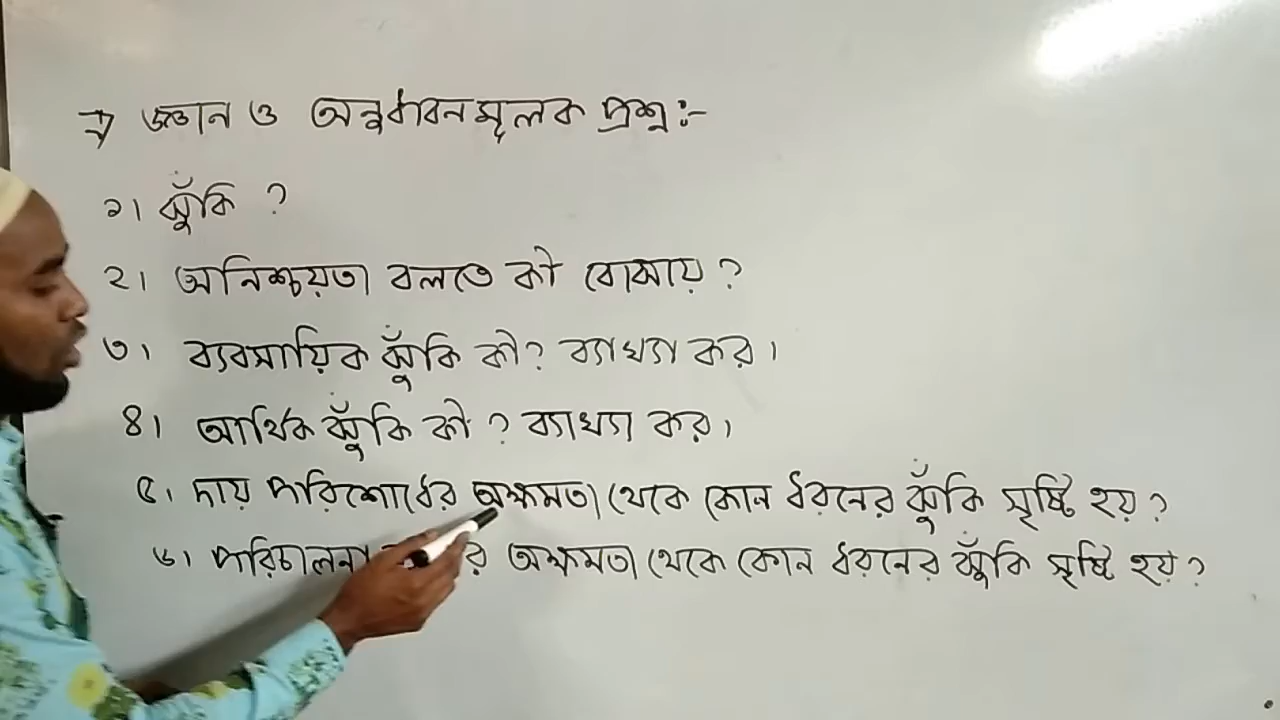 ⇒ জ্ঞান ও অনুধাবনমূলক প্রশ্ন :-
১। ঝুঁকি ?
২। অনিশ্চয়তা বলতে কী বোঝায় ?
৩। ব্যবসায়িক ঝুঁকি কী? ব্যাখ্যা কর।
৪। আর্থিক ঝুঁকি কী ? ব্যাখ্যা কর।
৫। দায় পরিশোধের অক্ষমতা থেকে কোন ধরনের ঝুঁকি সৃষ্টি হয় ?
৬। পরিচালনা অক্ষমতা থেকে কোন ধরনের ঝুঁকি সৃষ্টি হয় ?